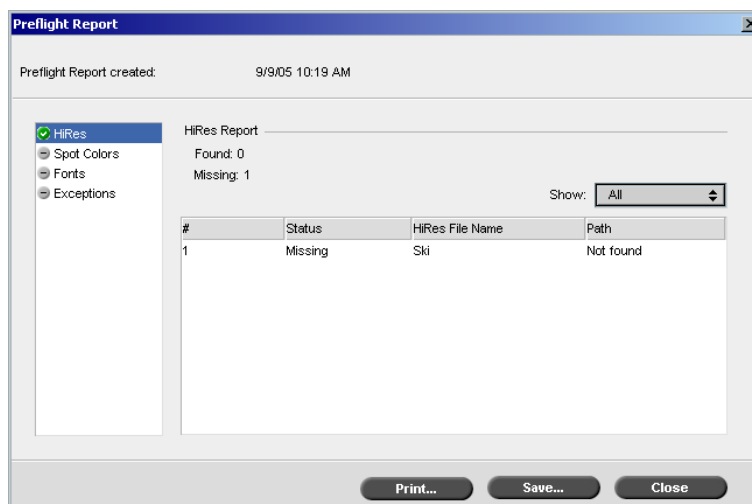 Preflight Report
Preflight Report created: 9/9/05 10:19 AM
HiRes
Spot Colors
Fonts
Exceptions
HiRes Report
Found: 0
Missing: 1
Show: All
# Status HiRes File Name Path
1 Missing Ski Not found
Print... Save... Close